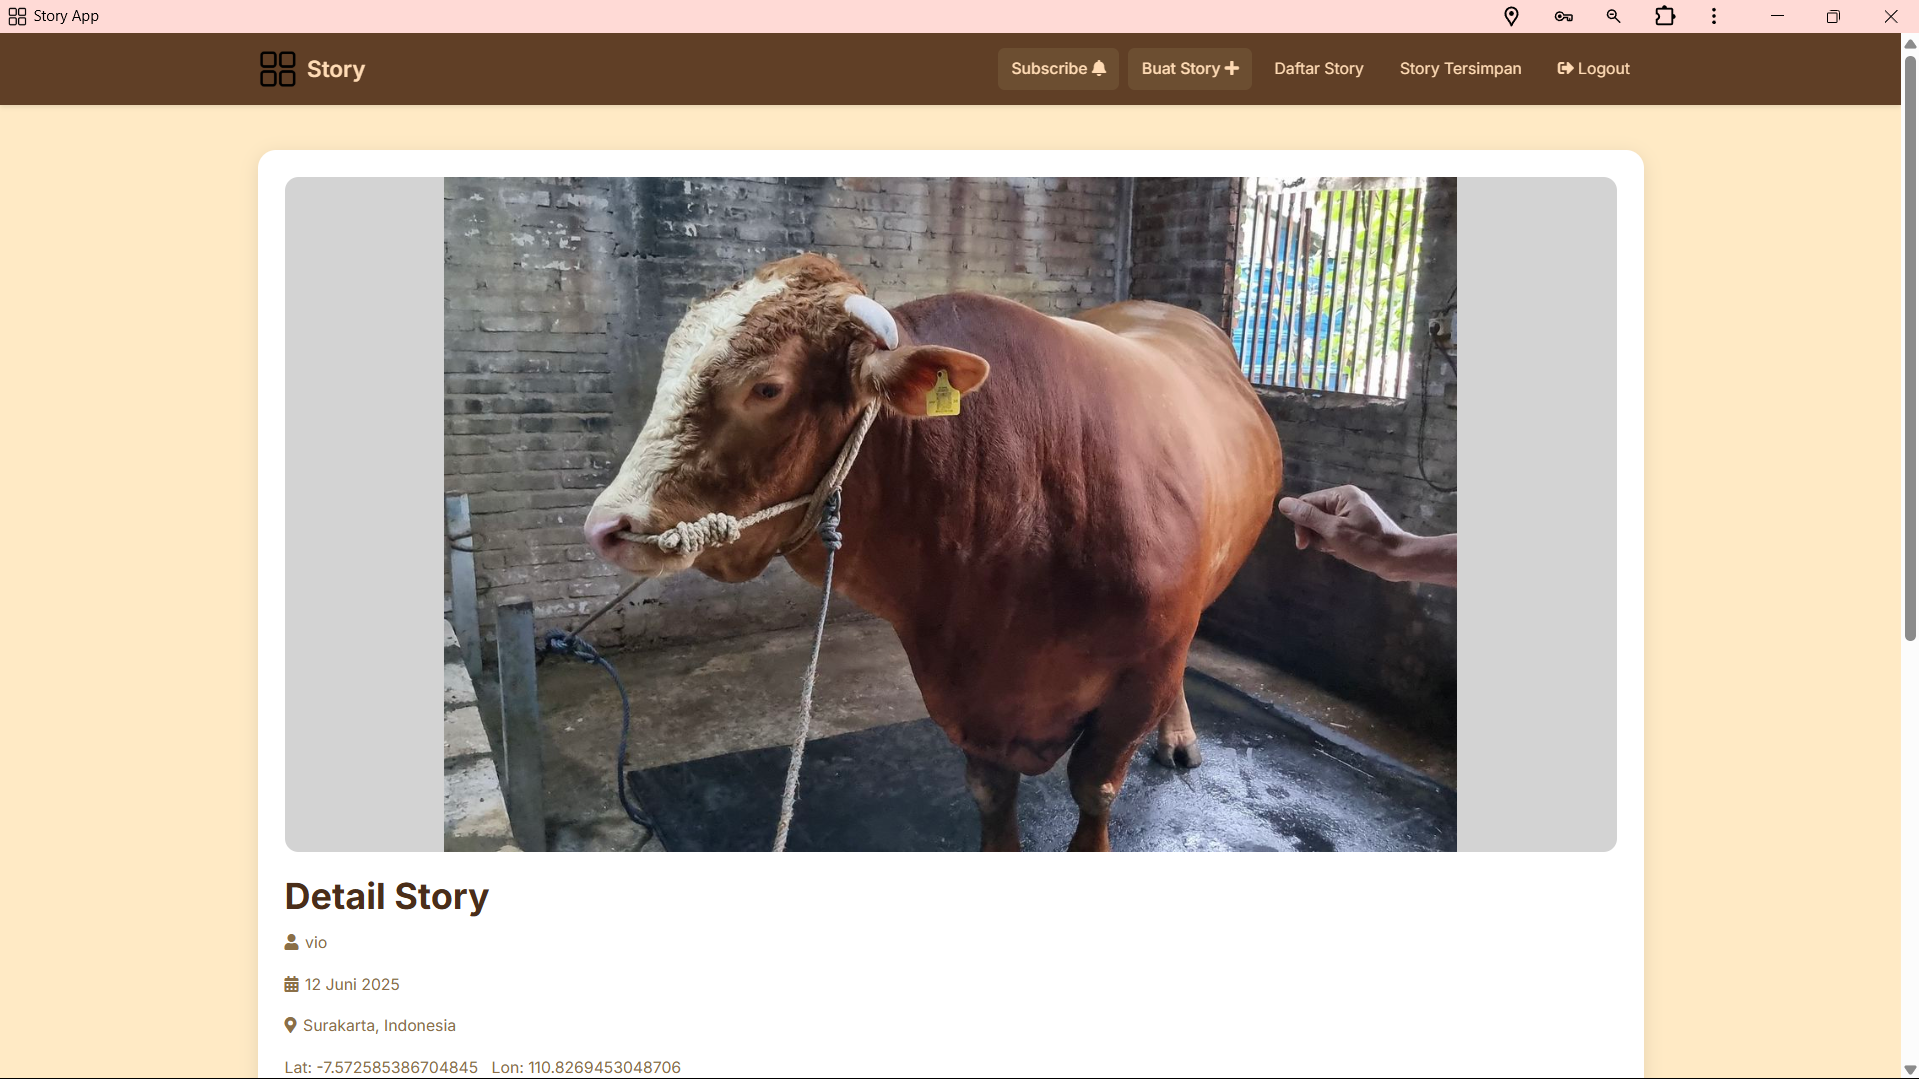 Story App
Story
Subscribe
Buat Story
Daftar Story
Story Tersimpan
Logout
Detail Story
vio
12 Juni 2025
Surakarta, Indonesia
Lat: -7.572585386704845 Lon: 110.8269453048706